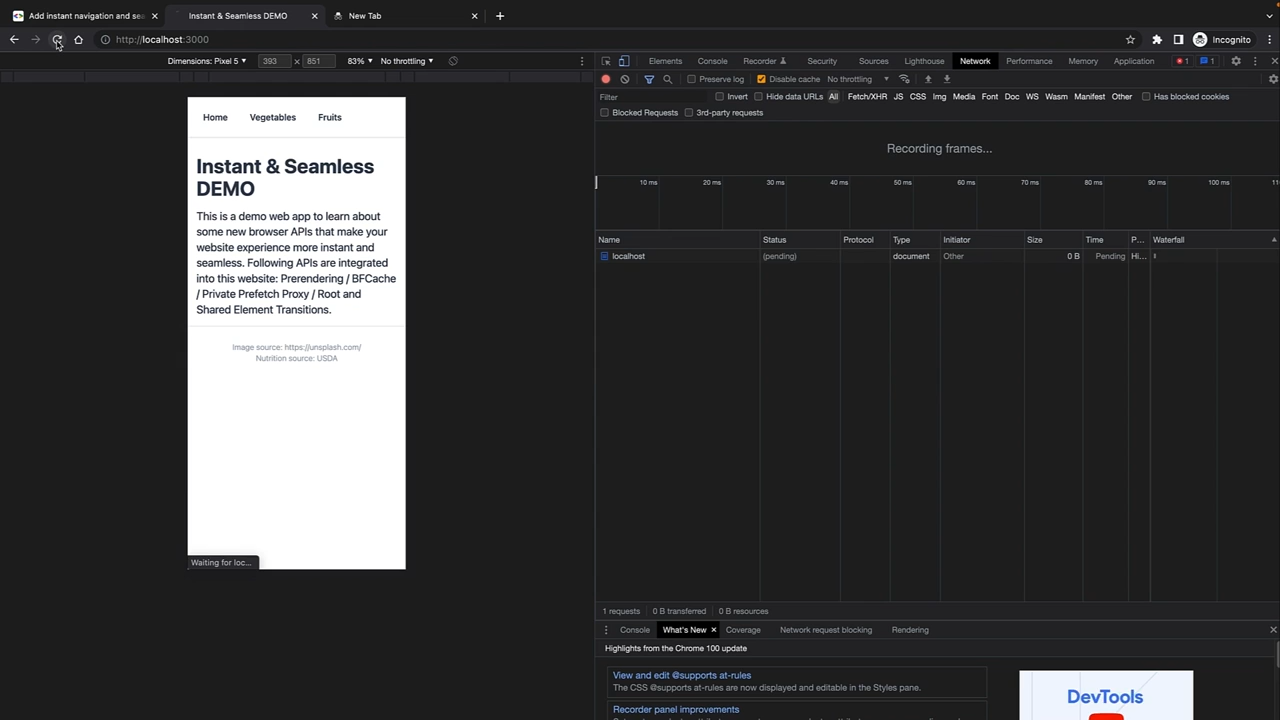 Add instant navigation and sea
Instant & Seamless DEMO
New Tab
http://localhost:3000
Incognito
Dimensions: Pixel 5
393 × 851
83%
No throttling
Elements
Console
Recorder
Security
Sources
Lighthouse
Network
Performance
Memory
Application
1
1
Preserve log
Disable cache
No throttling
Filter
Invert
Hide data URLs
All
Fetch/XHR
JS
CSS
Img
Media
Font
Doc
WS
Wasm
Manifest
Other
Has blocked cookies
Blocked Requests
3rd-party requests
Recording frames...
10 ms
20 ms
30 ms
40 ms
50 ms
60 ms
70 ms
80 ms
90 ms
100 ms
Name
Status
Protocol
Type
Initiator
Size
Time
P...
Waterfall
localhost
(pending)
document
Other
0 B
Pending
Hi...
Home
Vegetables
Fruits
Instant & Seamless
DEMO
This is a demo web app to learn about
some new browser APIs that make your
website experience more instant and
seamless. Following APIs are integrated
into this website: Prerendering / BFCache
/ Private Prefetch Proxy / Root and
Shared Element Transitions.
Image source: https://unsplash.com/
Nutrition source: USDA
Waiting for loc...
1 requests
0 B transferred
0 B resources
Console
What's New
Coverage
Network request blocking
Rendering
Highlights from the Chrome 100 update
View and edit @supports at-rules
The CSS @supports at-rules are now displayed and editable in the Styles pane.
Recorder panel improvements
DevTools